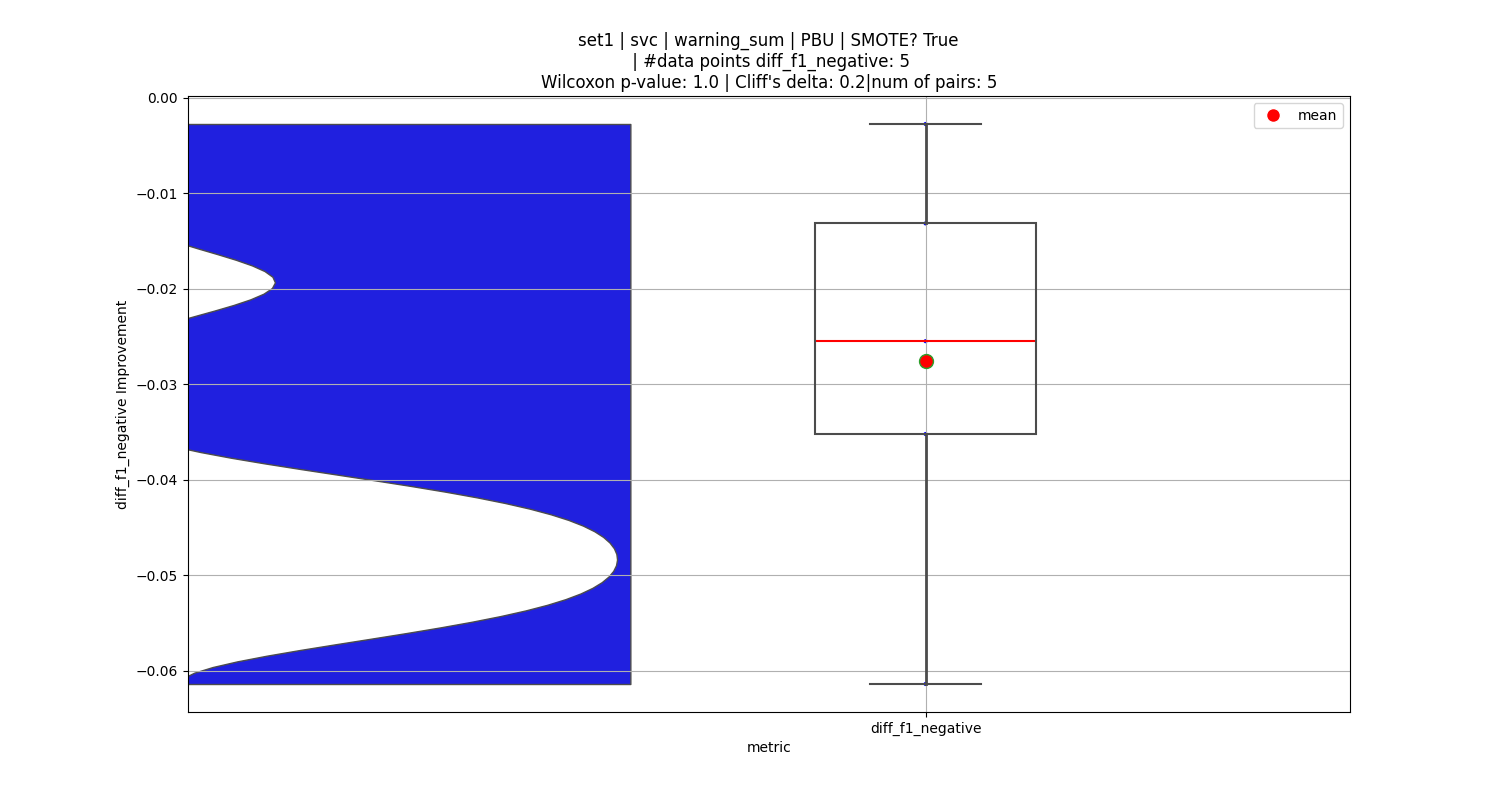 set1 | svc | warning_sum | PBU | SMOTE? True
| #data points diff_f1_negative: 5
Wilcoxon p-value: 1.0 | Cliff's delta: 0.2|num of pairs: 5
mean
0.00
−0.01
−0.02
−0.03
−0.04
−0.05
−0.06
diff_f1_negative Improvement
diff_f1_negative
metric